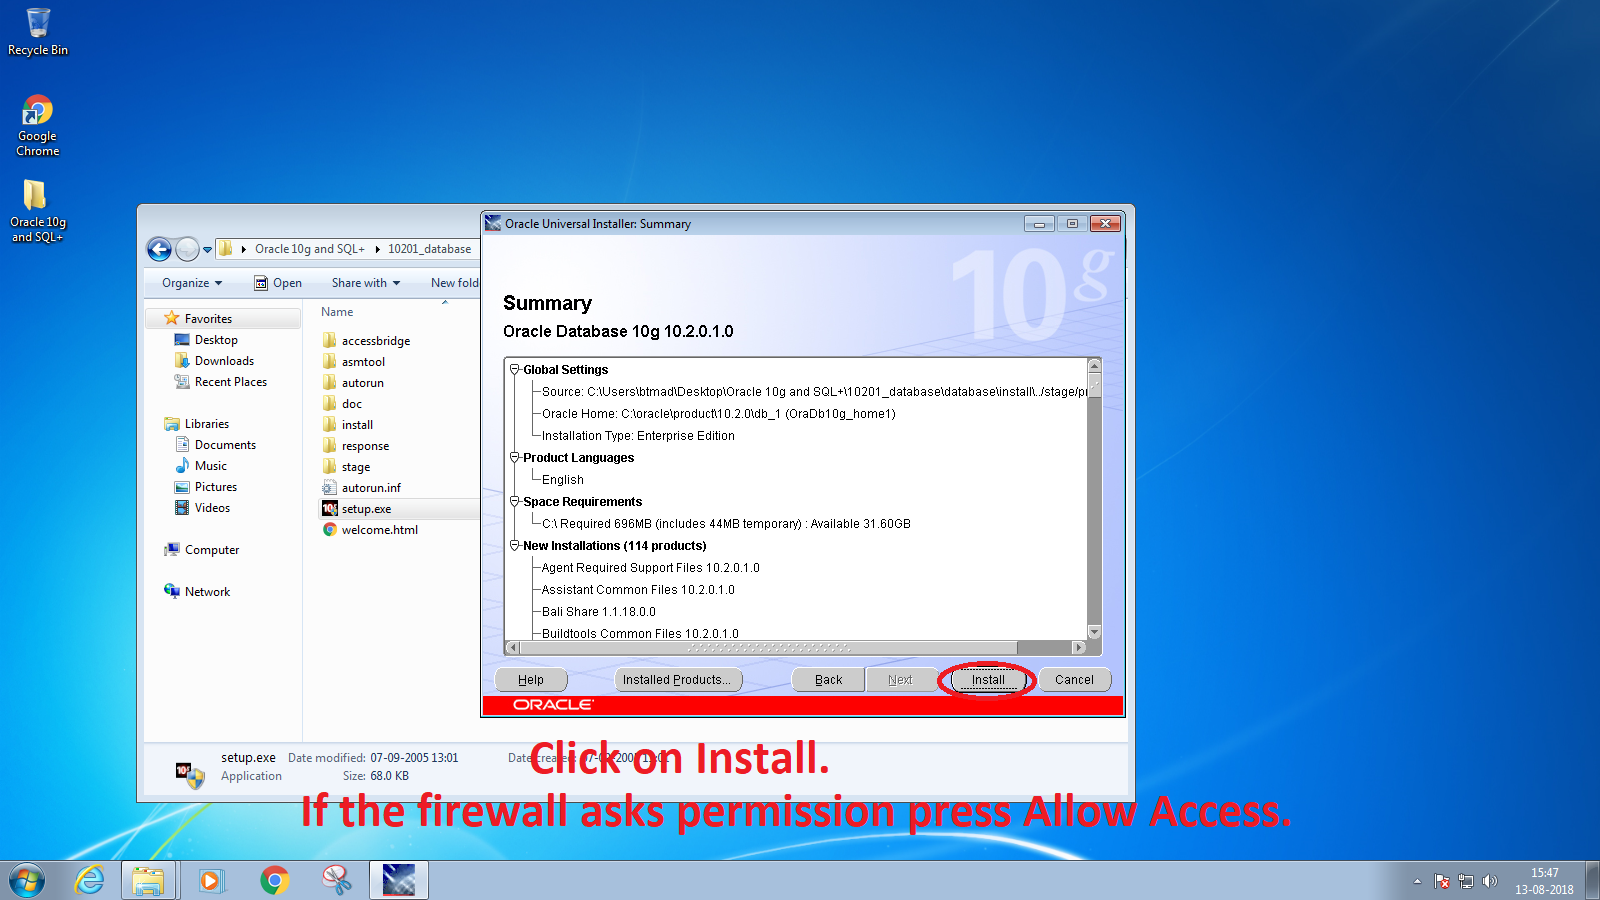 Recycle Bin
Google
Chrome
Oracle 10g
and SQL+
Oracle 10g and SQL+ 10201_database
Organize Open Share with New fold
Favorites
Desktop
Downloads
Recent Places
Libraries
Documents
Music
Pictures
Videos
Computer
Network
Name
accessbridge
asmtool
autorun
doc
install
response
stage
autorun.inf
setup.exe
welcome.html
Oracle Universal Installer: Summary
10g
Summary
Oracle Database 10g 10.2.0.1.0
Global Settings
Source: C:\Users\btmad\Desktop\Oracle 10g and SQL+\10201_database\database\install\../stage/pr
Oracle Home: C:\oracle\product\10.2.0\db_1 (OraDb10g_home1)
Installation Type: Enterprise Edition
Product Languages
English
Space Requirements
C:\ Required 696MB (includes 44MB temporary) : Available 31.60GB
New Installations (114 products)
Agent Required Support Files 10.2.0.1.0
Assistant Common Files 10.2.0.1.0
Bali Share 1.1.18.0.0
Buildtools Common Files 10.2.0.1.0
Help Installed Products... Back Next Install Cancel
ORACLE
setup.exe Date modified: 07-09-2005 13:01 Date created: 07-09-2005 13:01
Application Size: 68.0 KB
Click on Install.
If the firewall asks permission press Allow Access.
15:47
13-08-2018